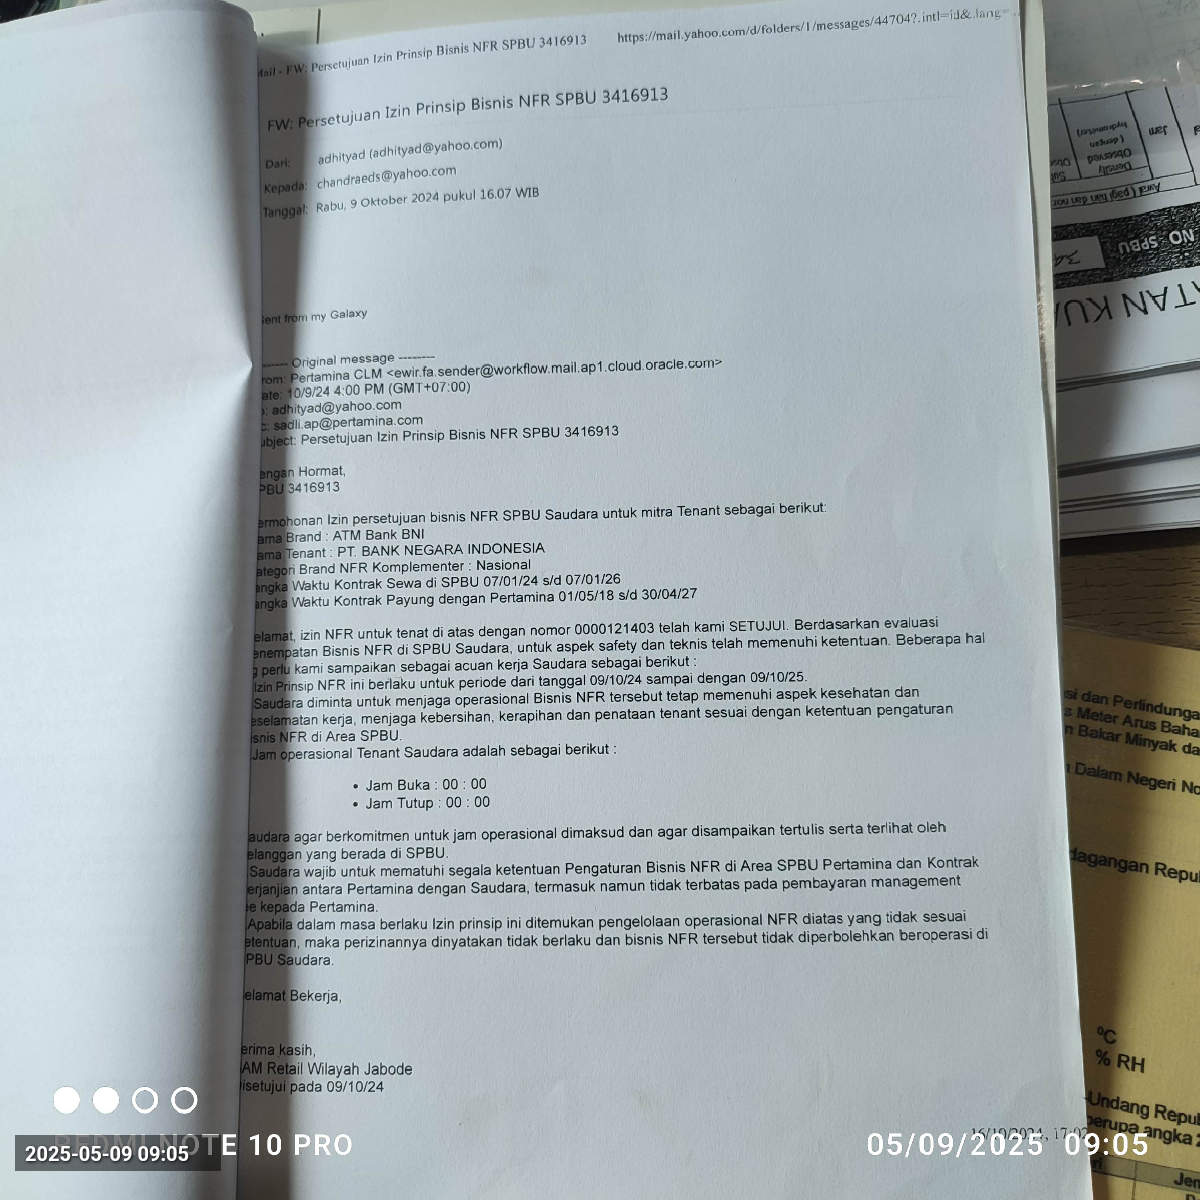 Mail - FW: Persetujuan Izin Prinsip Bisnis NFR SPBU 3416913
https://mail.yahoo.com/d/folders/1/messages/44704?.intl=id&.lang=...
FW: Persetujuan Izin Prinsip Bisnis NFR SPBU 3416913
Dari: adhityad (adhityad@yahoo.com)
Kepada: chandraeds@yahoo.com
Tanggal: Rabu, 9 Oktober 2024 pukul 16.07 WIB
ent from my Galaxy
------ Original message --------
rom: Pertamina CLM <ewir.fa.sender@workflow.mail.ap1.cloud.oracle.com>
ate: 10/9/24 4:00 PM (GMT+07:00)
: adhityad@yahoo.com
c: sadli.ap@pertamina.com
ubject: Persetujuan Izin Prinsip Bisnis NFR SPBU 3416913
engan Hormat,
PBU 3416913
ermohonan Izin persetujuan bisnis NFR SPBU Saudara untuk mitra Tenant sebagai berikut:
ama Brand : ATM Bank BNI
ama Tenant : PT. BANK NEGARA INDONESIA
ategori Brand NFR Komplementer : Nasional
angka Waktu Kontrak Sewa di SPBU 07/01/24 s/d 07/01/26
angka Waktu Kontrak Payung dengan Pertamina 01/05/18 s/d 30/04/27
elamat, izin NFR untuk tenat di atas dengan nomor 0000121403 telah kami SETUJUI. Berdasarkan evaluasi
enempatan Bisnis NFR di SPBU Saudara, untuk aspek safety dan teknis telah memenuhi ketentuan. Beberapa hal
g perlu kami sampaikan sebagai acuan kerja Saudara sebagai berikut :
Izin Prinsip NFR ini berlaku untuk periode dari tanggal 09/10/24 sampai dengan 09/10/25.
Saudara diminta untuk menjaga operasional Bisnis NFR tersebut tetap memenuhi aspek kesehatan dan
eselamatan kerja, menjaga kebersihan, kerapihan dan penataan tenant sesuai dengan ketentuan pengaturan
snis NFR di Area SPBU.
Jam operasional Tenant Saudara adalah sebagai berikut :
• Jam Buka : 00 : 00
• Jam Tutup : 00 : 00
audara agar berkomitmen untuk jam operasional dimaksud dan agar disampaikan tertulis serta terlihat oleh
elanggan yang berada di SPBU.
Saudara wajib untuk mematuhi segala ketentuan Pengaturan Bisnis NFR di Area SPBU Pertamina dan Kontrak
erjanjian antara Pertamina dengan Saudara, termasuk namun tidak terbatas pada pembayaran management
e kepada Pertamina.
Apabila dalam masa berlaku Izin prinsip ini ditemukan pengelolaan operasional NFR diatas yang tidak sesuai
etentuan, maka perizinannya dinyatakan tidak berlaku dan bisnis NFR tersebut tidak diperbolehkan beroperasi di
PBU Saudara.
elamat Bekerja,
erima kasih,
AM Retail Wilayah Jabode
isetujui pada 09/10/24
16/10/2024, 17:0
Awal ( pagi hari dan
Density
Observed
( dengan
hydrometer)
Jam
NO SPBU
34
TAN KU
si dan Perlindunga
s Meter Arus Baha
n Bakar Minyak da
Dalam Negeri No
dagangan Repu
°C
% RH
-Undang Repu
berupa angka
Jen
REDMI NOTE 10 PRO
2025-05-09 09:05
05/09/2025 09:05